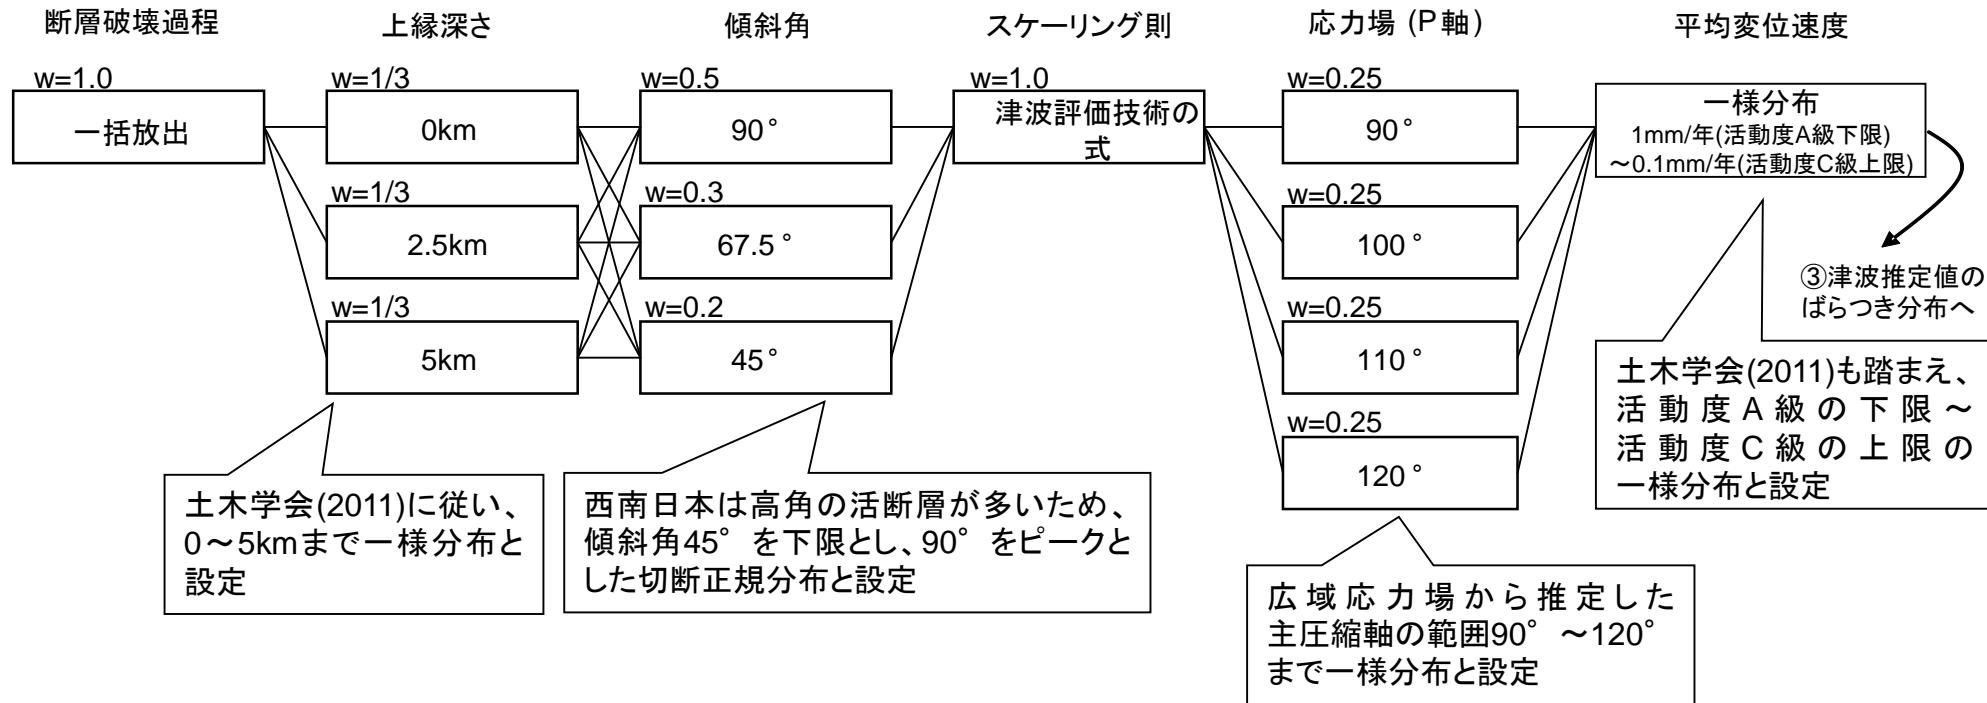 断層破壊過程
w=1.0
一括放出
上縁深さ
w=1/3
0km
w=1/3
2.5km
w=1/3
5km
土木学会(2011)に従い、
0～5kmまで一様分布と
設定
傾斜角
w=0.5
90°
w=0.3
67.5°
w=0.2
45°
西南日本は高角の活断層が多いため、
傾斜角45°を下限とし、90°をピークと
した切断正規分布と設定
スケーリング則
w=1.0
津波評価技術の
式
応力場 (P軸)
w=0.25
90°
w=0.25
100°
w=0.25
110°
w=0.25
120°
広域応力場から推定した
主圧縮軸の範囲90°～120°
まで一様分布と設定
平均変位速度
一様分布
1mm/年(活動度A級下限)
～0.1mm/年(活動度C級上限)
③津波推定値の
ばらつき分布へ
土木学会(2011)も踏まえ、
活動度A級の下限～
活動度C級の上限の
一様分布と設定